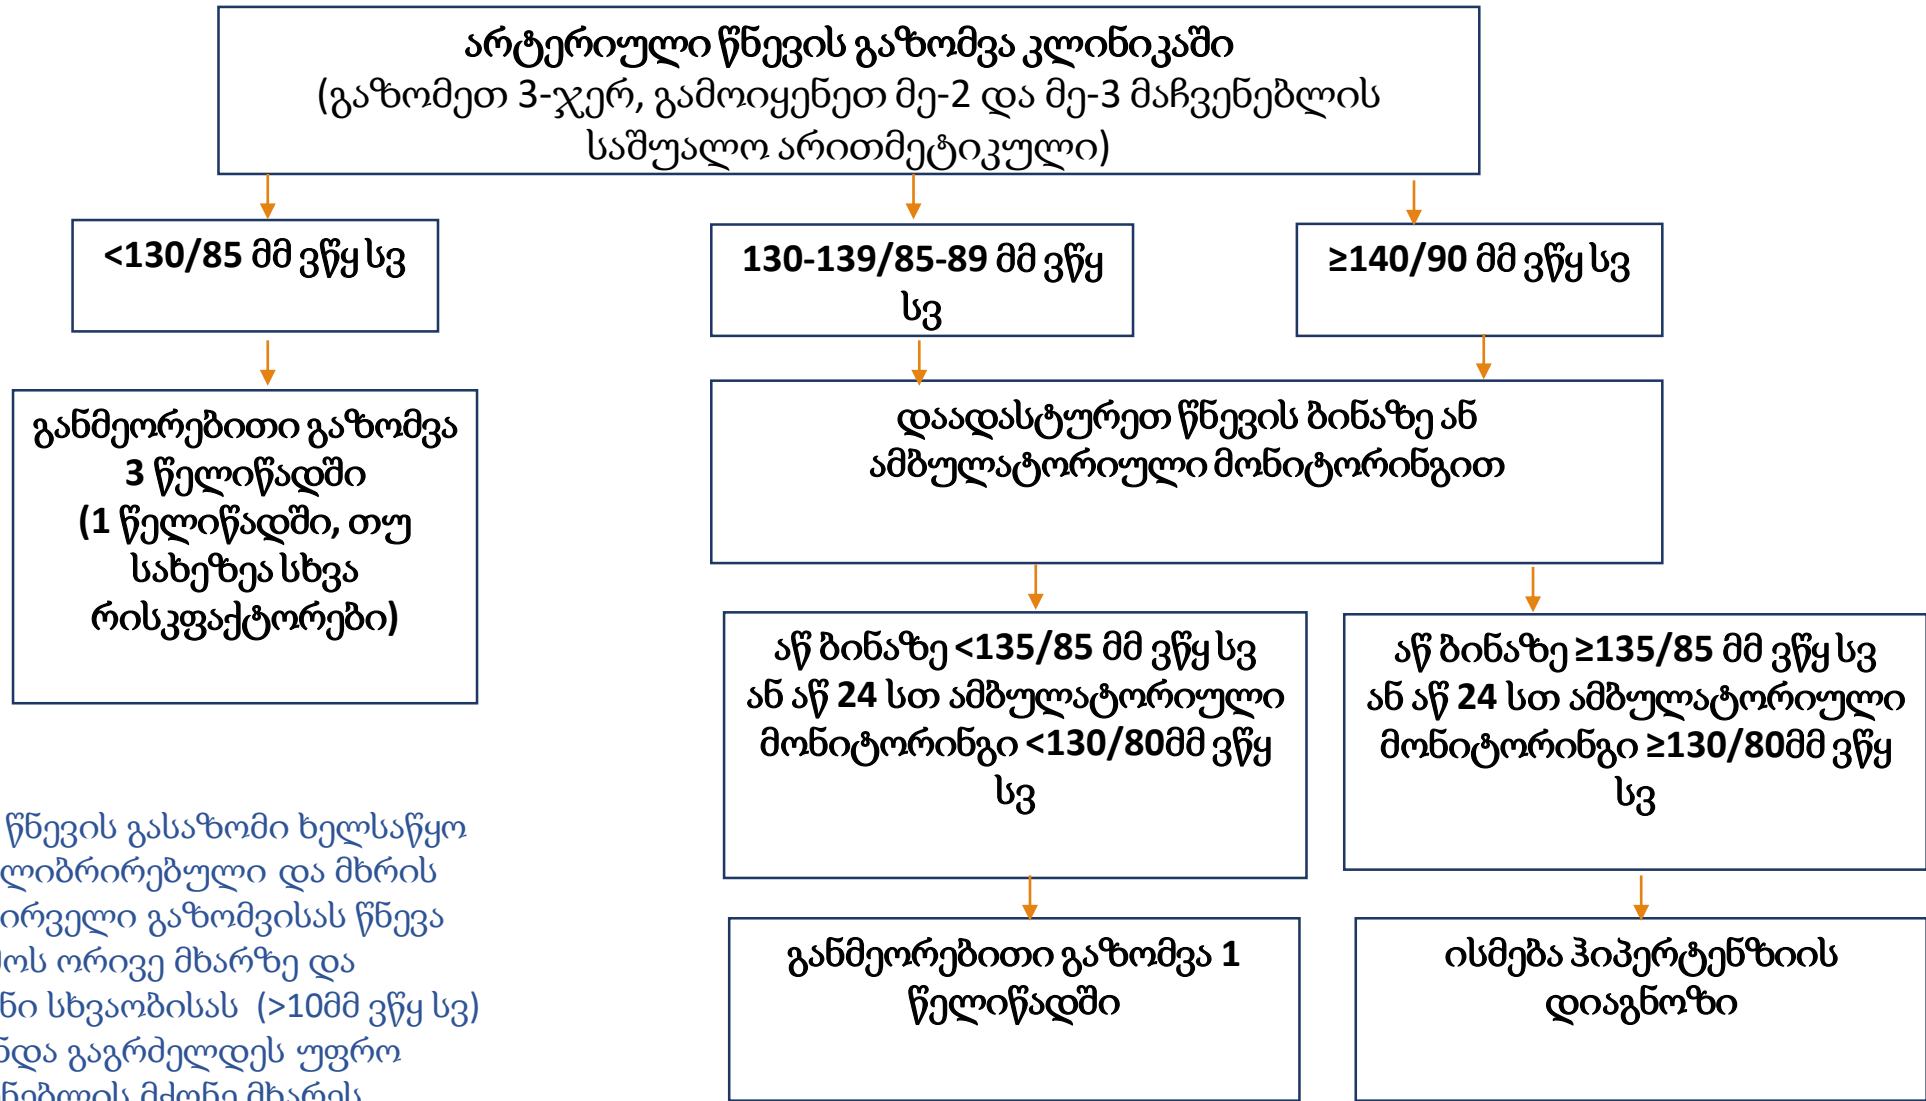 არტერიული წნევის გაზომვა კლინიკაში
(გაზომეთ 3-ჯერ, გამოიყენეთ მე-2 და მე-3 მაჩვენებლის
საშუალო არითმეტიკული)
<130/85 მმ ვწყ სვ
130-139/85-89 მმ ვწყ
სვ
≥140/90 მმ ვწყ სვ
განმეორებითი გაზომვა
3 წელიწადში
(1 წელიწადში, თუ
სახეზეა სხვა
რისკფაქტორები)
დაადასტურეთ წნევის ბინაზე ან
ამბულატორიული მონიტორინგით
აწ ბინაზე <135/85 მმ ვწყ სვ
ან აწ 24 სთ ამბულატორიული
მონიტორინგი <130/80მმ ვწყ
სვ
აწ ბინაზე ≥135/85 მმ ვწყ სვ
ან აწ 24 სთ ამბულატორიული
მონიტორინგი ≥130/80მმ ვწყ
სვ
განმეორებითი გაზომვა 1
წელიწადში
ისმება ჰიპერტენზიის
დიაგნოზი
წნევის გასაზომი ხელსაწყო
ლიბრირებული და მხრის
ირველი გაზომვისას წნევა
ორივე მხარზე და
ნი სხვაობისას (>10მმ ვწყ სვ)
ნდა გაგრძელდეს უფრო
ნებლის მქონე მხარეს